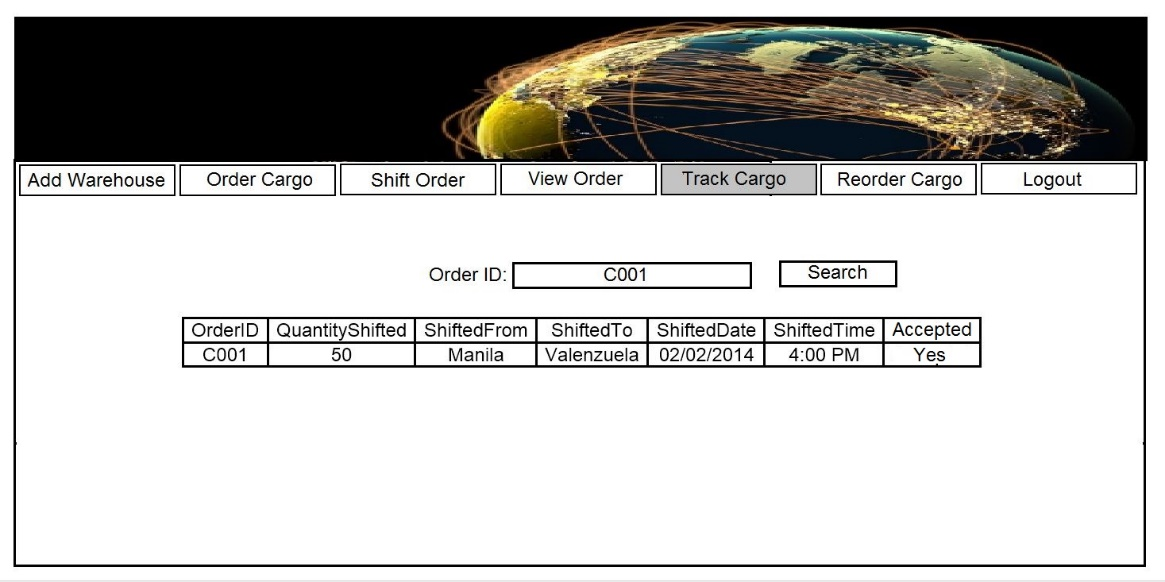 Add Warehouse Order Cargo Shift Order View Order Track Cargo Reorder Cargo Logout
Order ID: C001 Search
OrderID QuantityShifted ShiftedFrom ShiftedTo ShiftedDate ShiftedTime Accepted
C001 50 Manila Valenzuela 02/02/2014 4:00 PM Yes